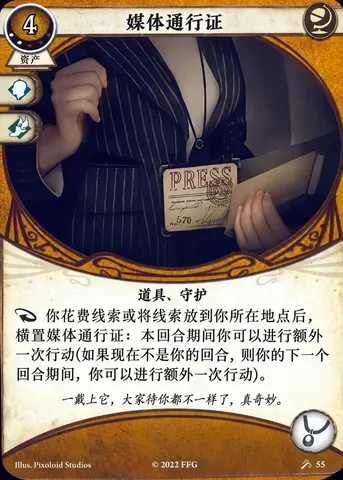 媒体通行证
4
资产
PRESS
No. 570
道具、守护
你花费线索或将线索放到你所在地点后，
横置媒体通行证：本回合期间你可以进行额外
一次行动(如果现在不是你的回合，则你的下一个
回合期间，你可以进行额外一次行动)。
一戴上它，大家待你都不一样了，真奇妙。
Illus. Pixoloid Studios
© 2022 FFG
55